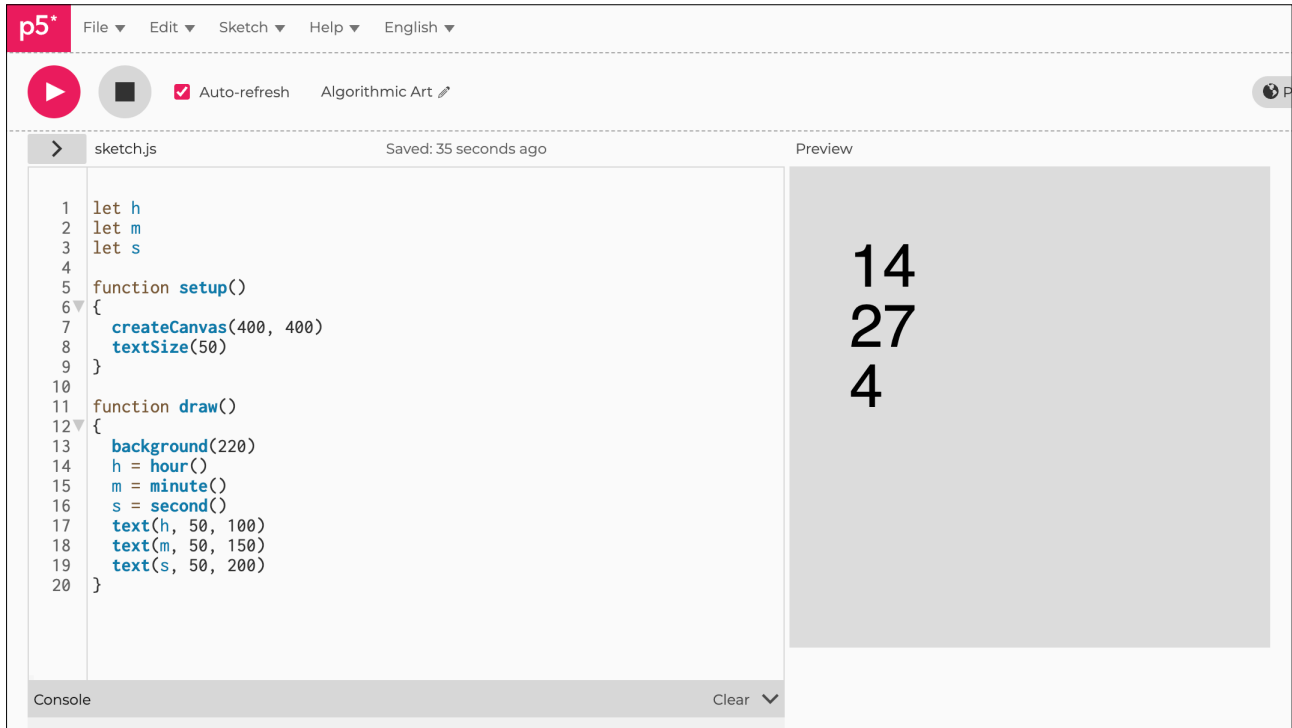 p5* File Edit Sketch Help English
Auto-refresh Algorithmic Art P
sketch.js Saved: 35 seconds ago Preview
1 let h
2 let m
3 let s
4
5 function setup()
6 {
7 createCanvas(400, 400)
8 textSize(50)
9 }
10
11 function draw()
12 {
13 background(220)
14 h = hour()
15 m = minute()
16 s = second()
17 text(h, 50, 100)
18 text(m, 50, 150)
19 text(s, 50, 200)
20 }
14
27
4
Console Clear